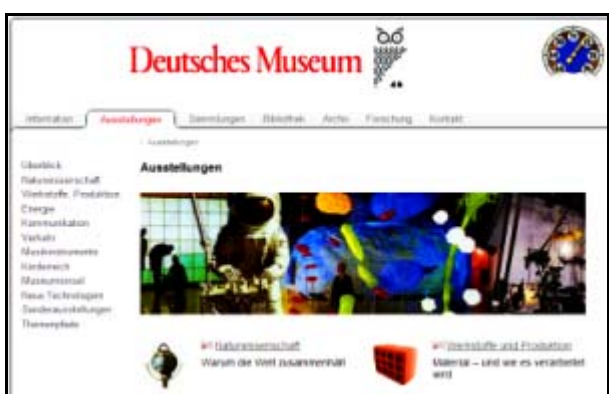 Deutsches Museum
Information Ausstellungen Sammlungen Bibliothek Archiv Forschung Kontakt
Ausstellungen
Ausstellungen
Überblick
Naturwissenschaft
Werkstoffe, Produktion
Energie
Kommunikation
Verkehr
Musikinstrumente
Kinderreich
Museumsinsel
Neue Technologien
Sonderausstellungen
Themenpfade
Naturwissenschaft
Warum die Welt zusammenhält
Werkstoffe und Produktion
Material – und wie es verarbeitet
wird